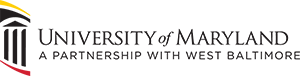 UNIVERSITY of MARYLAND
A PARTNERSHIP WITH WEST BALTIMORE